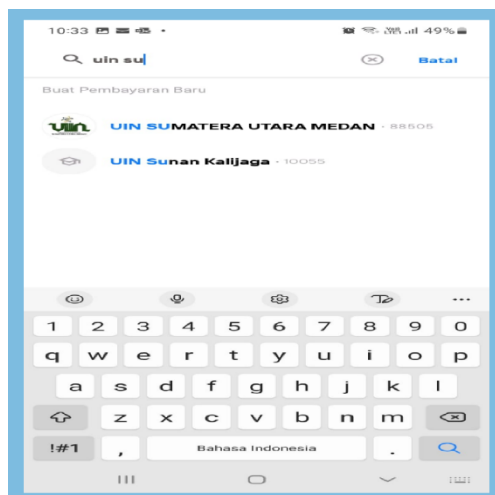 10:33
49%
uin su
Batal
Buat Pembayaran Baru
uin UIN SUMATERA UTARA MEDAN · 88505
UIN Sunan Kalijaga · 10055
1 2 3 4 5 6 7 8 9 0
q w e r t y u i o p
a s d f g h j k l
z x c v b n m
!#1 , Bahasa Indonesia .